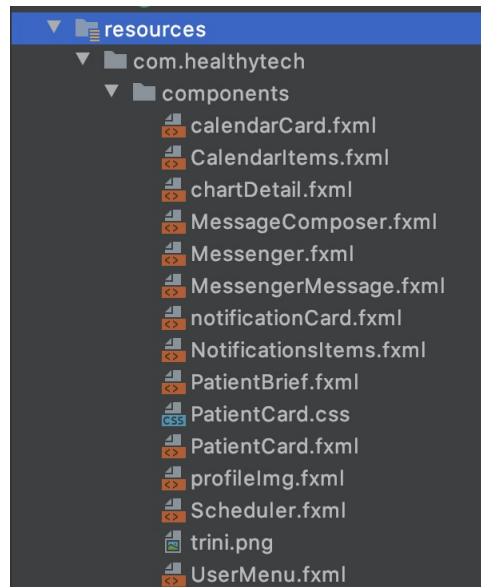 resources
com.healthytech
components
calendarCard.fxml
CalendarItems.fxml
chartDetail.fxml
MessageComposer.fxml
Messenger.fxml
MessengerMessage.fxml
notificationCard.fxml
NotificationsItems.fxml
PatientBrief.fxml
CSS PatientCard.css
PatientCard.fxml
profileImg.fxml
Scheduler.fxml
trini.png
UserMenu.fxml